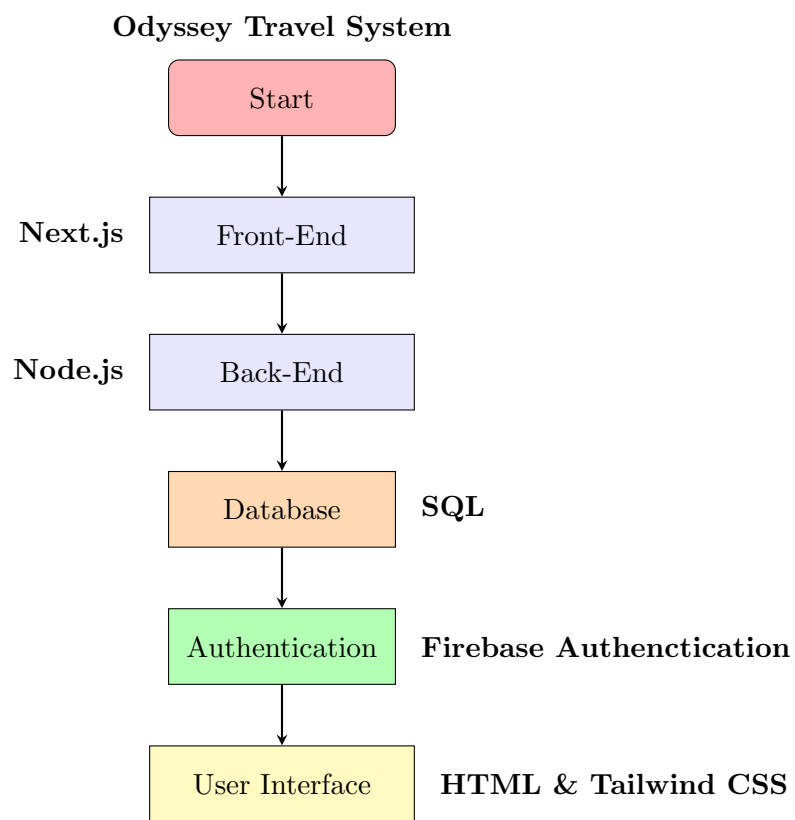 Odyssey Travel System
Start
Next.js
Front-End
Node.js
Back-End
Database
SQL
Authentication
Firebase Authenctication
User Interface
HTML & Tailwind CSS